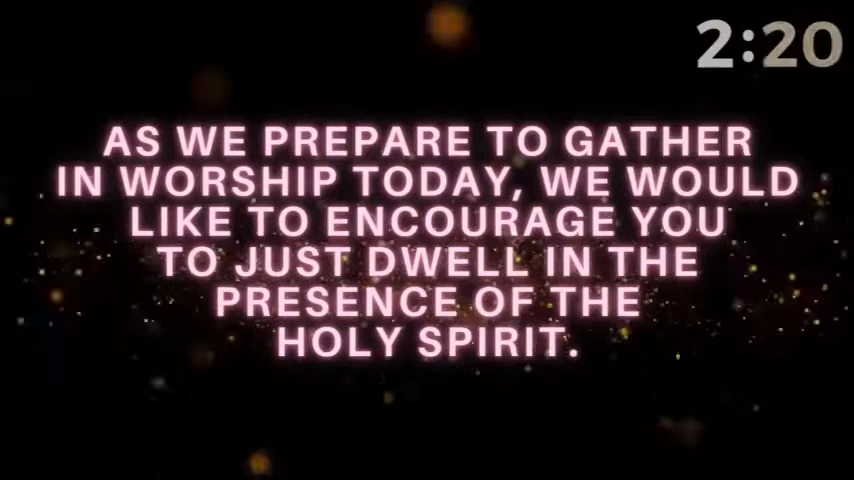 2:20
AS WE PREPARE TO GATHER
IN WORSHIP TODAY, WE WOULD
LIKE TO ENCOURAGE YOU
TO JUST DWELL IN THE
PRESENCE OF THE
HOLY SPIRIT.